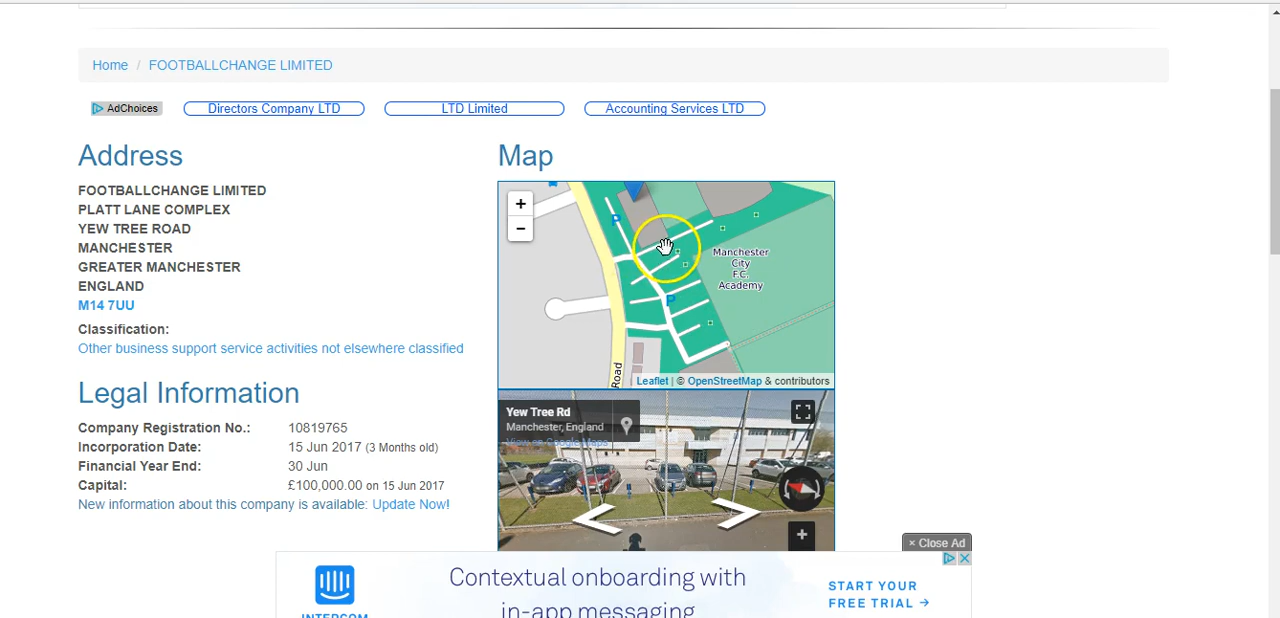 Home / FOOTBALLCHANGE LIMITED
AdChoices
Directors Company LTD
LTD Limited
Accounting Services LTD
Address
FOOTBALLCHANGE LIMITED
PLATT LANE COMPLEX
YEW TREE ROAD
MANCHESTER
GREATER MANCHESTER
ENGLAND
M14 7UU
Classification:
Other business support service activities not elsewhere classified
Legal Information
Company Registration No.: 10819765
Incorporation Date: 15 Jun 2017 (3 Months old)
Financial Year End: 30 Jun
Capital: £100,000.00 on 15 Jun 2017
New information about this company is available: Update Now!
Map
+
−
P
Manchester
City
F.C.
Academy
P
Road
Leaflet | © OpenStreetMap & contributors
Yew Tree Rd
Manchester, England
View on Google Maps
+
× Close Ad
Contextual onboarding with
in-app messaging
INTERCOM
START YOUR
FREE TRIAL →